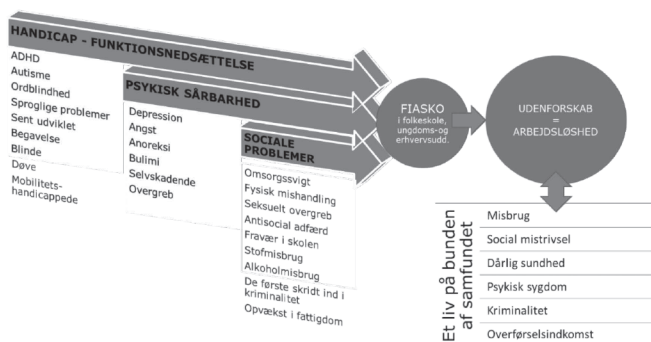 HANDICAP - FUNKTIONSNEDSÆTTELSE
ADHD
Autisme
Ordblindhed
Sproglige problemer
Sent udviklet
Begavelse
Blinde
Døve
Mobilitets-
handicappede
PSYKISK SÅRBARHED
Depression
Angst
Anoreksi
Bulimi
Selvskadende
Overgreb
SOCIALE
PROBLEMER
Omsorgssvigt
Fysisk mishandling
Seksuelt overgreb
Antisocial adfærd
Fravær i skolen
Stofmisbrug
Alkoholmisbrug
De første skridt ind i
kriminalitet
Opvækst i fattigdom
FIASKO
i folkeskole,
ungdoms-og
erhvervsudd.
UDENFORSKAB
=
ARBEJDSLØSHED
Et liv på bunden
af samfundet
Misbrug
Social mistrivsel
Dårlig sundhed
Psykisk sygdom
Kriminalitet
Overførselsindkomst